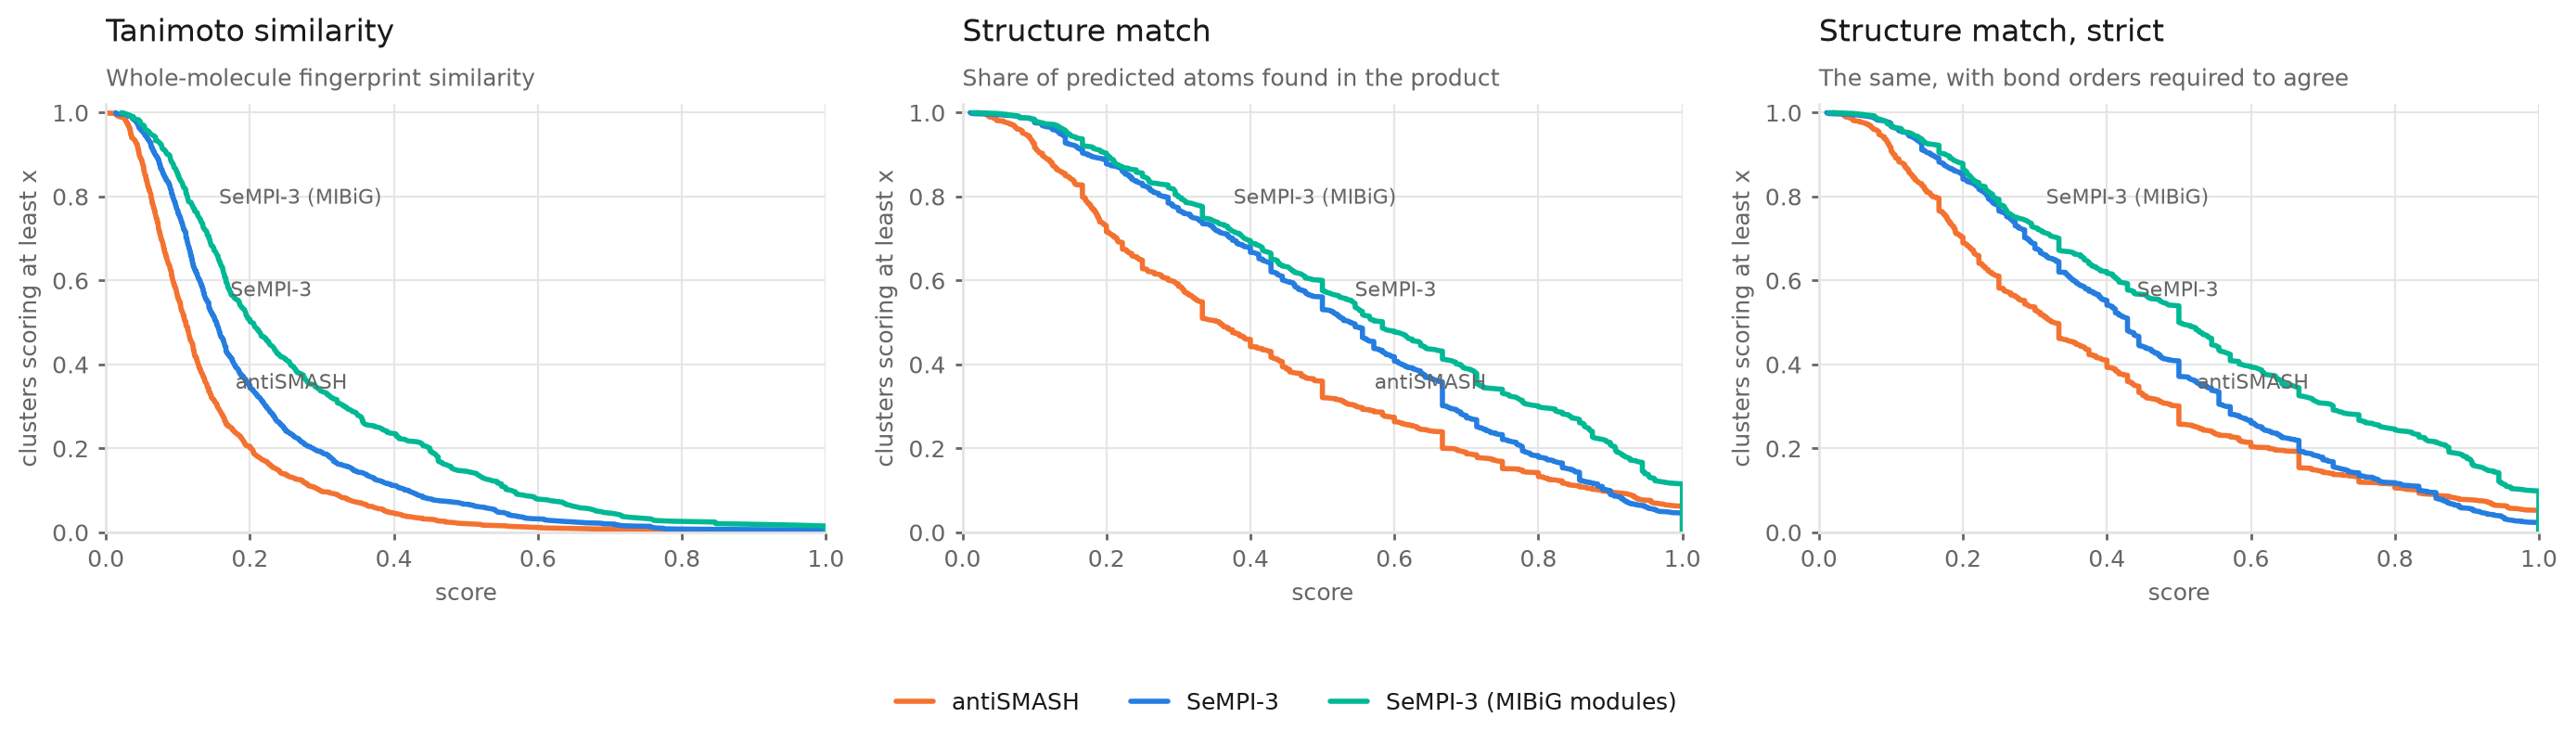 Tanimoto similarity
Whole-molecule fingerprint similarity
clusters scoring at least x
1.0
0.8
0.6
0.4
0.2
0.0
SeMPI-3 (MIBiG)
SeMPI-3
antiSMASH
0.0 0.2 0.4 0.6 0.8 1.0
score
Structure match
Share of predicted atoms found in the product
clusters scoring at least x
1.0
0.8
0.6
0.4
0.2
0.0
SeMPI-3 (MIBiG)
SeMPI-3
antiSMASH
0.0 0.2 0.4 0.6 0.8 1.0
score
Structure match, strict
The same, with bond orders required to agree
clusters scoring at least x
1.0
0.8
0.6
0.4
0.2
0.0
SeMPI-3 (MIBiG)
SeMPI-3
antiSMASH
0.0 0.2 0.4 0.6 0.8 1.0
score
antiSMASH SeMPI-3 SeMPI-3 (MIBiG modules)